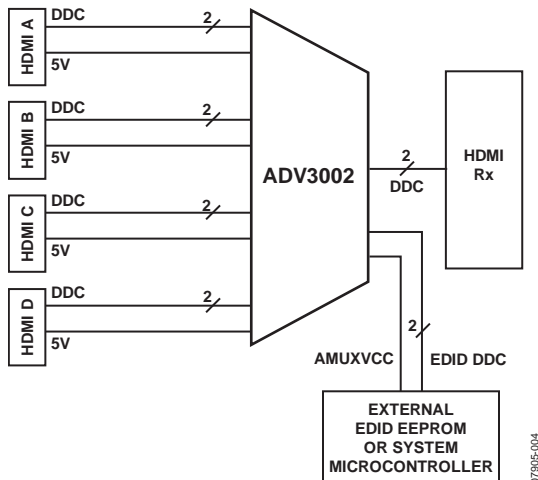 HDMI A
DDC
2
5V
HDMI B
DDC
2
5V
HDMI C
DDC
2
5V
HDMI D
DDC
2
5V
ADV3002
2
DDC
HDMI
Rx
2
AMUXVCC
EDID DDC
EXTERNAL
EDID EEPROM
OR SYSTEM
MICROCONTROLLER
07905-004